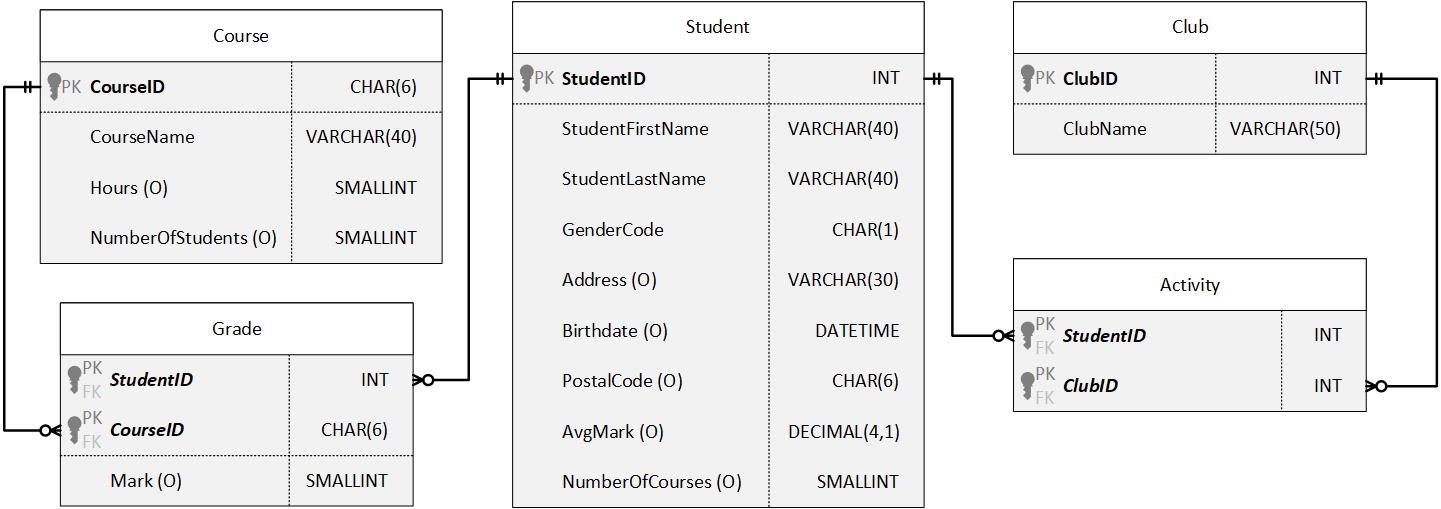 Course
PK CourseID CHAR(6)
CourseName VARCHAR(40)
Hours (O) SMALLINT
NumberOfStudents (O) SMALLINT
Grade
PK FK StudentID INT
PK FK CourseID CHAR(6)
Mark (O) SMALLINT
Student
PK StudentID INT
StudentFirstName VARCHAR(40)
StudentLastName VARCHAR(40)
GenderCode CHAR(1)
Address (O) VARCHAR(30)
Birthdate (O) DATETIME
PostalCode (O) CHAR(6)
AvgMark (O) DECIMAL(4,1)
NumberOfCourses (O) SMALLINT
Club
PK ClubID INT
ClubName VARCHAR(50)
Activity
PK FK StudentID INT
PK FK ClubID INT